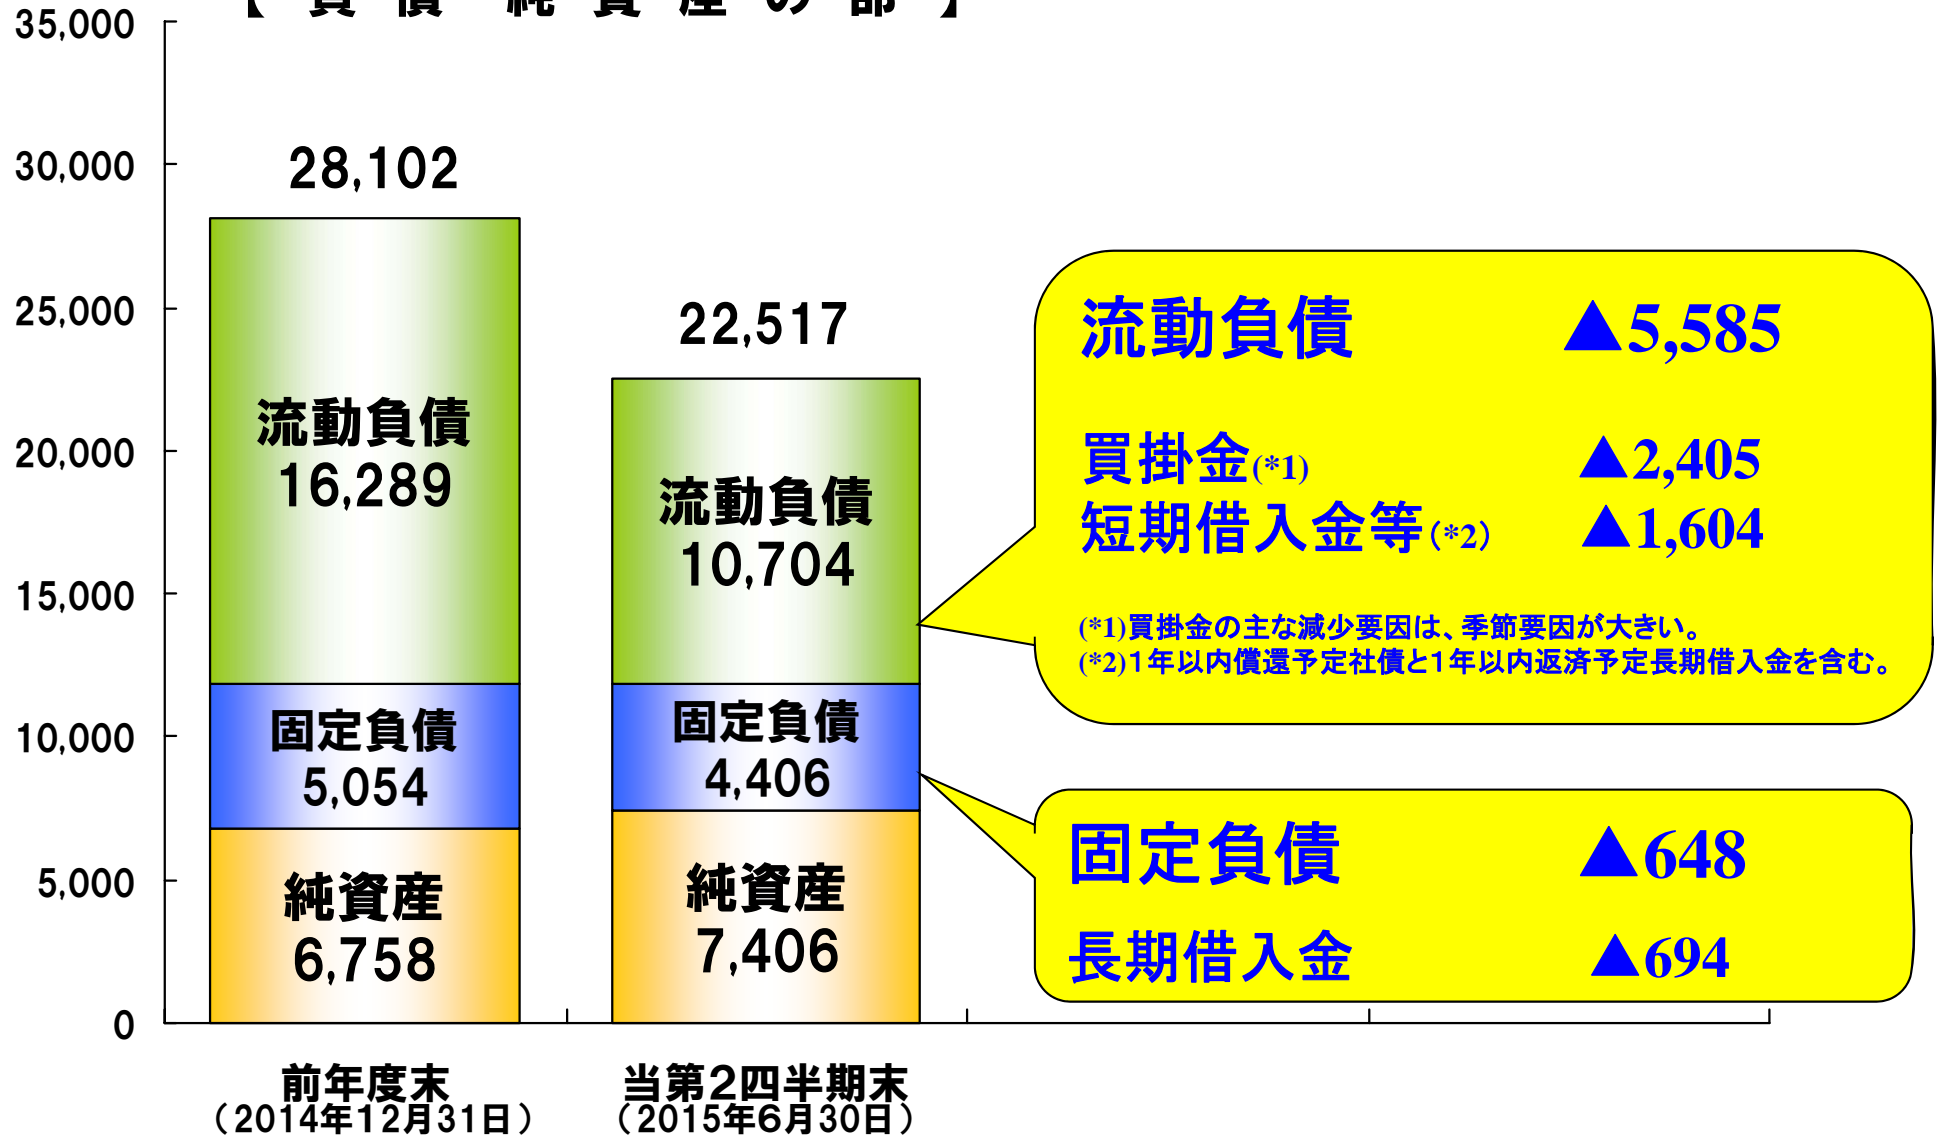 【負債 純資産の部】
35,000
30,000
25,000
20,000
15,000
10,000
5,000
0
28,102
流動負債
16,289
固定負債
5,054
純資産
6,758
22,517
流動負債
10,704
固定負債
4,406
純資産
7,406
前年度末
（2014年12月31日）
当第2四半期末
（2015年6月30日）
流動負債 ▲5,585
買掛金(*1) ▲2,405
短期借入金等(*2) ▲1,604
(*1)買掛金の主な減少要因は、季節要因が大きい。
(*2)1年以内償還予定社債と1年以内返済予定長期借入金を含む。
固定負債 ▲648
長期借入金 ▲694